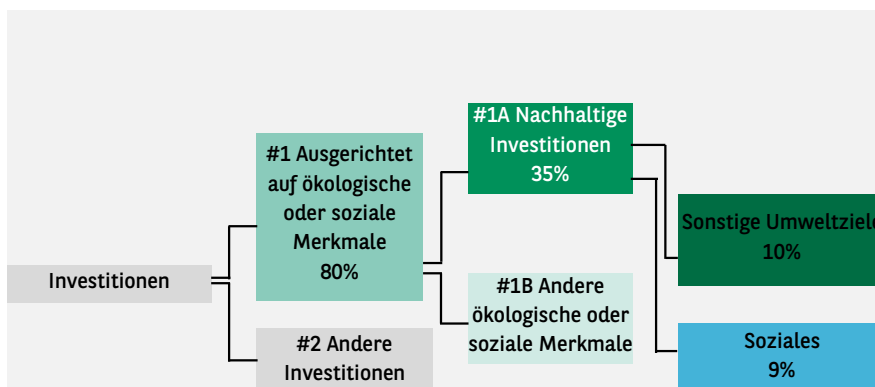 Investitionen
#1 Ausgerichtet
auf ökologische
oder soziale
Merkmale
80%
#2 Andere
Investitionen
#1A Nachhaltige
Investitionen
35%
#1B Andere
ökologische oder
soziale Merkmale
Sonstige Umweltziele
10%
Soziales
9%